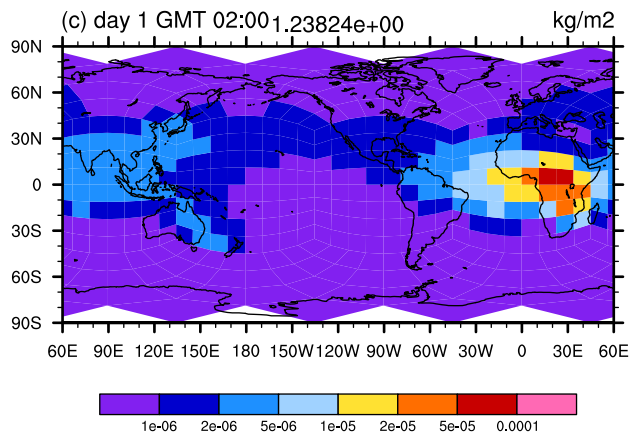 (c) day 1 GMT 02:00 1.23824e+00 kg/m2
90N
60N
30N
0
30S
60S
90S
60E 90E 120E 150E 180 150W 120W 90W 60W 30W 0 30E 60E
1e-06 2e-06 5e-06 1e-05 2e-05 5e-05 0.0001